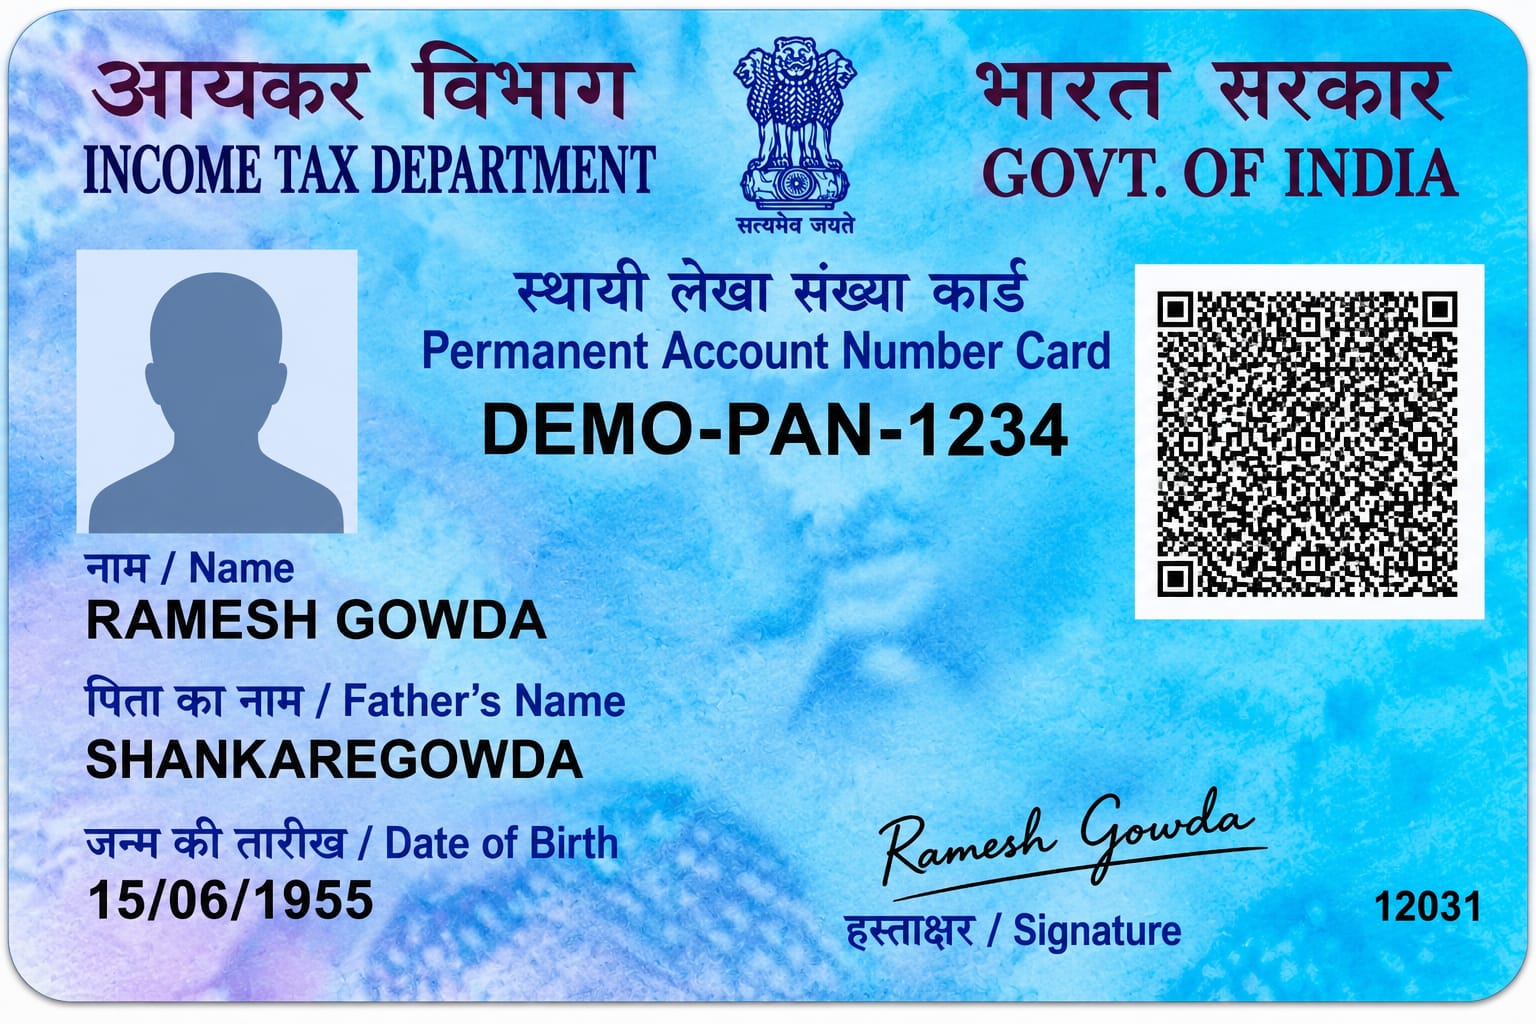 आयकर विभाग
INCOME TAX DEPARTMENT
सत्यमेव जयते
भारत सरकार
GOVT. OF INDIA
स्थायी लेखा संख्या कार्ड
Permanent Account Number Card
DEMO-PAN-1234
नाम / Name
RAMESH GOWDA
पिता का नाम / Father's Name
SHANKAREGOWDA
जन्म की तारीख / Date of Birth
15/06/1955
Ramesh Gowda
हस्ताक्षर / Signature
12031